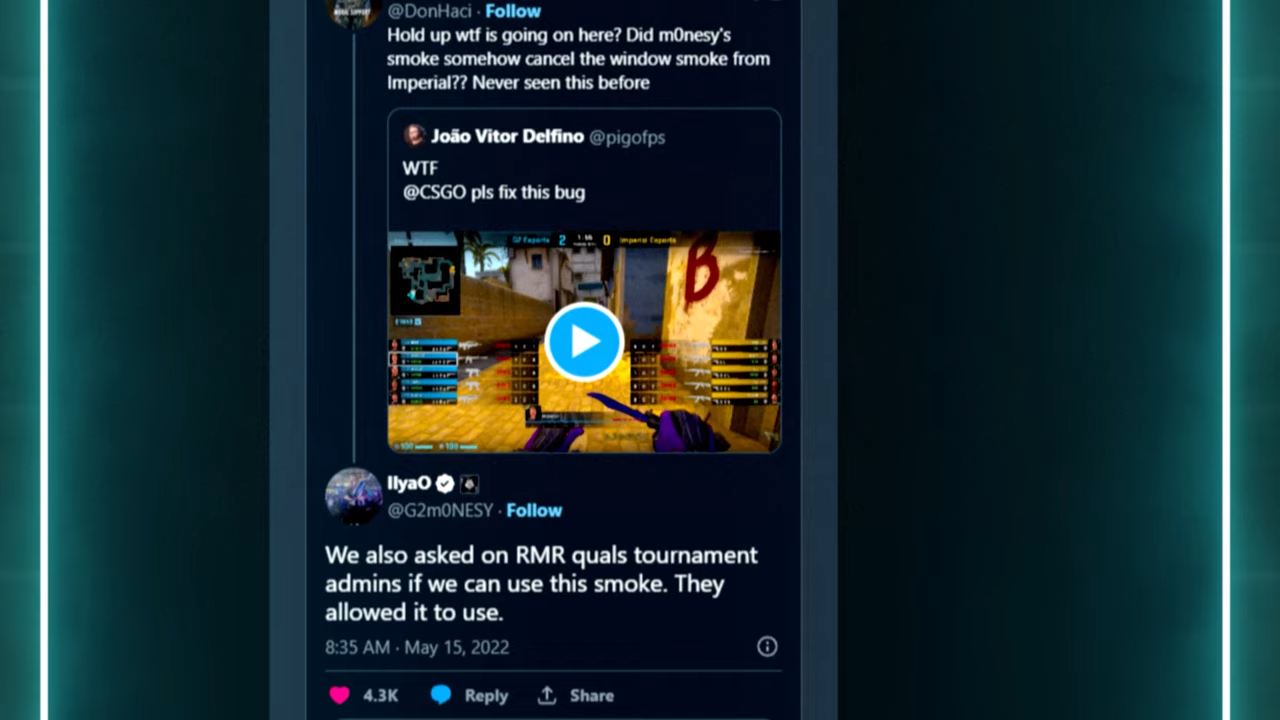 @DonHaci · Follow
Hold up wtf is going on here? Did m0nesy's
smoke somehow cancel the window smoke from
Imperial?? Never seen this before
João Vitor Delfino @pigofps
WTF
@CSGO pls fix this bug
G2 Esports 2 1:55 0 Imperial Esports
B
IlyaO
@G2m0NESY · Follow
We also asked on RMR quals tournament
admins if we can use this smoke. They
allowed it to use.
8:35 AM · May 15, 2022
4.3K Reply Share